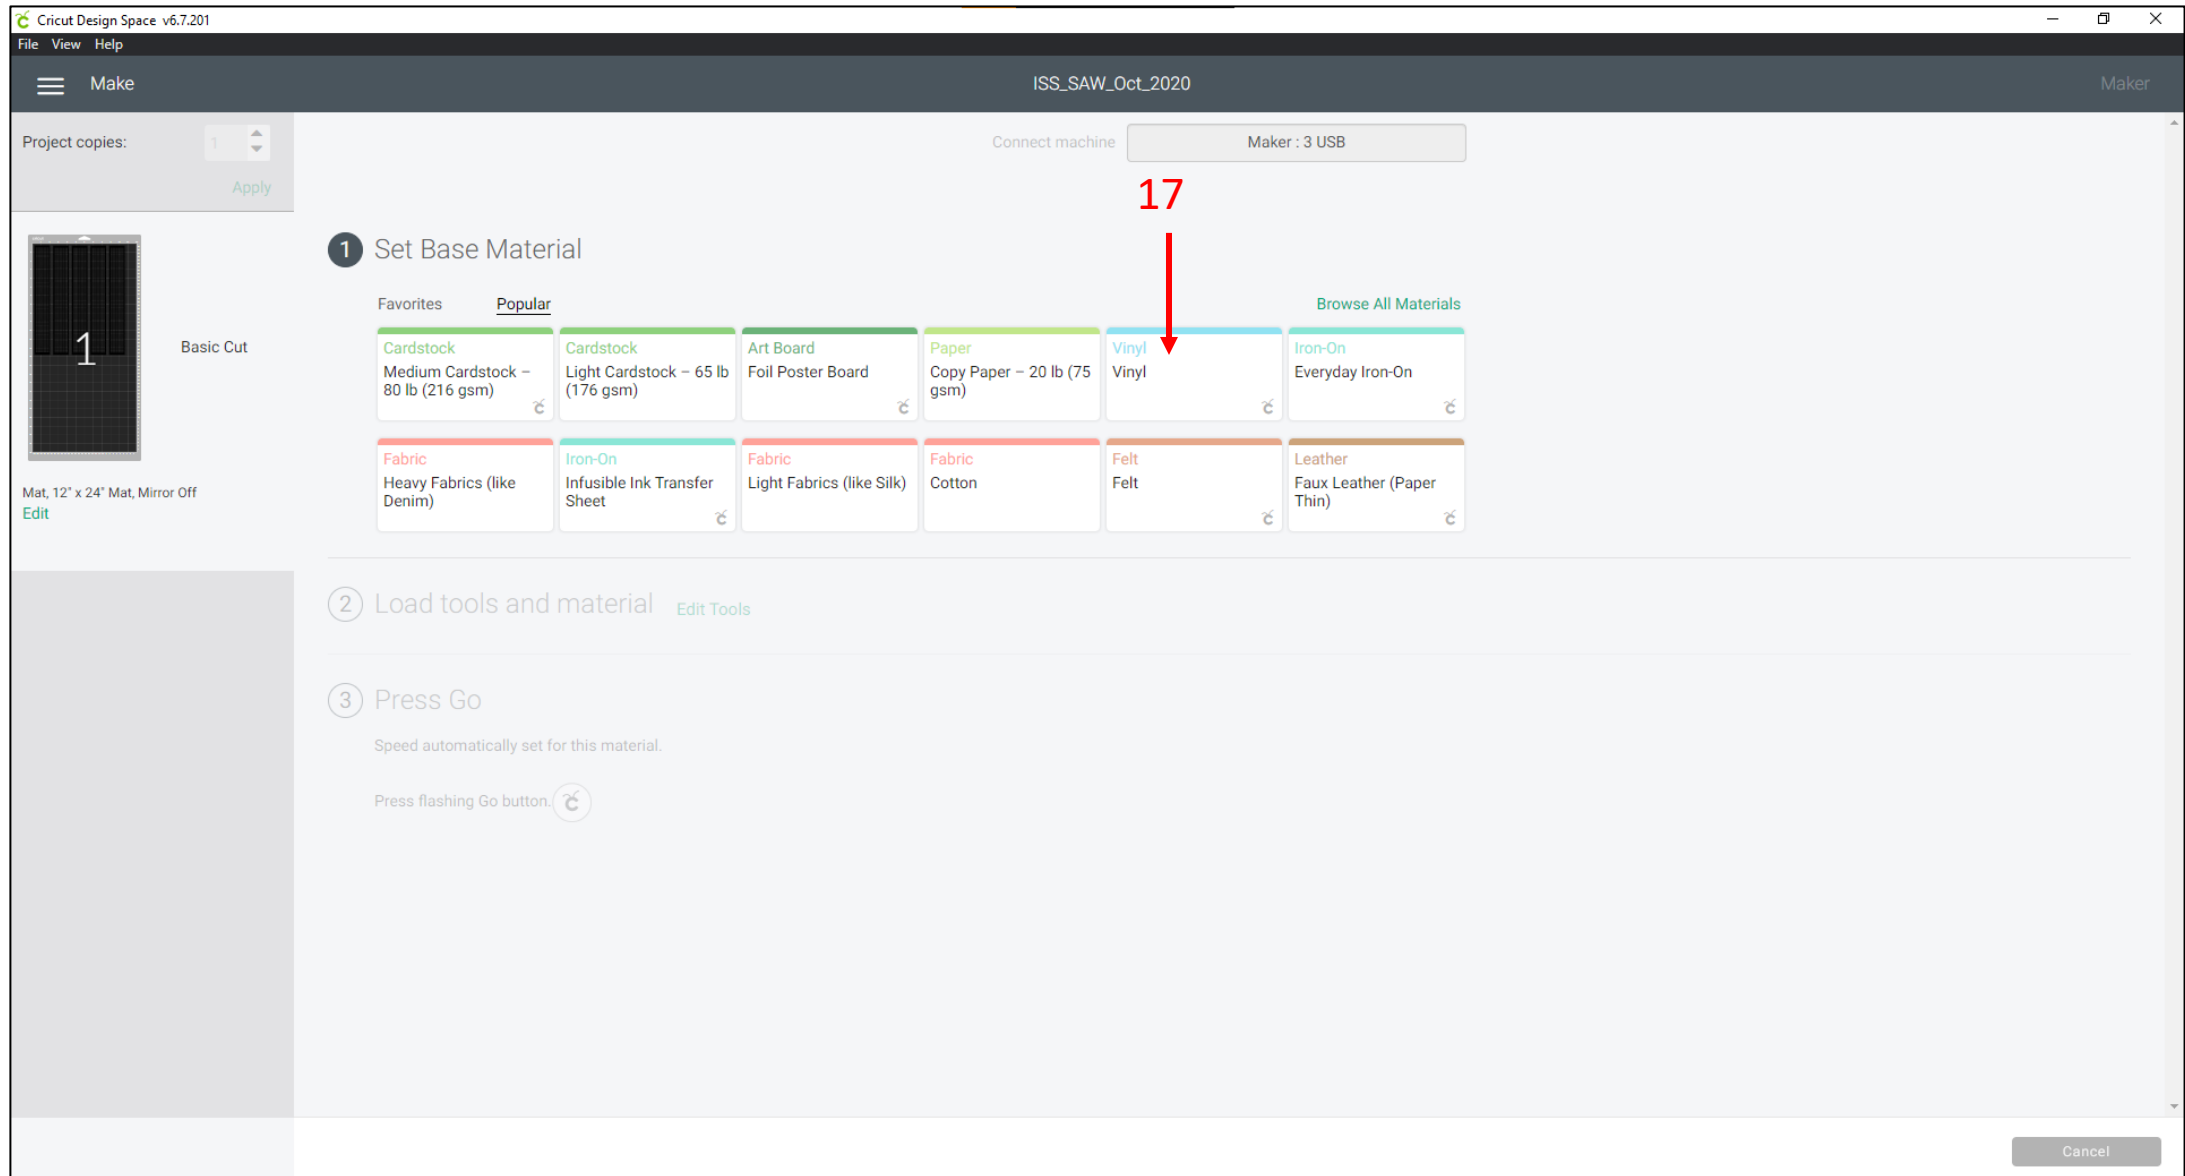 Cricut Design Space v6.7.201
File View Help
Make
ISS_SAW_Oct_2020
Maker
Project copies:
1
Apply
Connect machine
Maker : 3 USB
17
1
Basic Cut
Mat, 12" x 24" Mat, Mirror Off
Edit
1 Set Base Material
Favorites Popular
Browse All Materials
Cardstock
Medium Cardstock –
80 lb (216 gsm)
Cardstock
Light Cardstock – 65 lb
(176 gsm)
Art Board
Foil Poster Board
Paper
Copy Paper – 20 lb (75
gsm)
Vinyl
Vinyl
Iron-On
Everyday Iron-On
Fabric
Heavy Fabrics (like
Denim)
Iron-On
Infusible Ink Transfer
Sheet
Fabric
Light Fabrics (like Silk)
Fabric
Cotton
Felt
Felt
Leather
Faux Leather (Paper
Thin)
2 Load tools and material Edit Tools
3 Press Go
Speed automatically set for this material.
Press flashing Go button.
Cancel